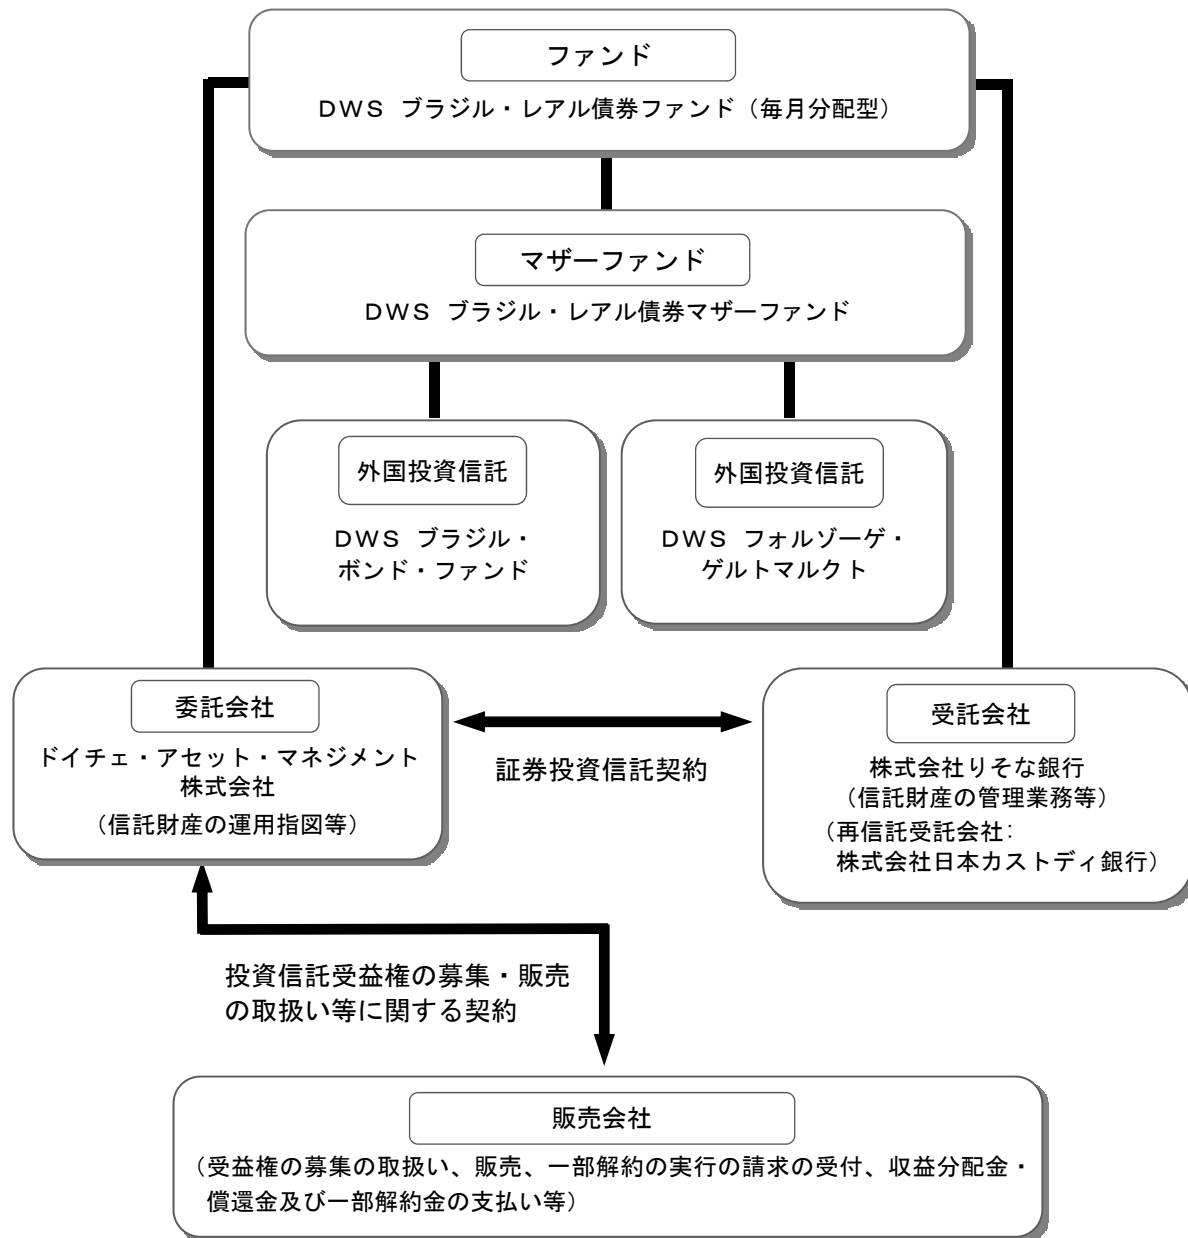 ファンド
DWS ブラジル・レアル債券ファンド（毎月分配型）
マザーファンド
DWS ブラジル・レアル債券マザーファンド
外国投資信託
DWS ブラジル・
ボンド・ファンド
外国投資信託
DWS フォルゾーゲ・
ゲルトマルクト
委託会社
ドイチェ・アセット・マネジメント
株式会社
（信託財産の運用指図等）
証券投資信託契約
受託会社
株式会社りそな銀行
（信託財産の管理業務等）
（再信託受託会社：
株式会社日本カストディ銀行）
投資信託受益権の募集・販売
の取扱い等に関する契約
販売会社
（受益権の募集の取扱い、販売、一部解約の実行の請求の受付、収益分配金・
償還金及び一部解約金の支払い等）